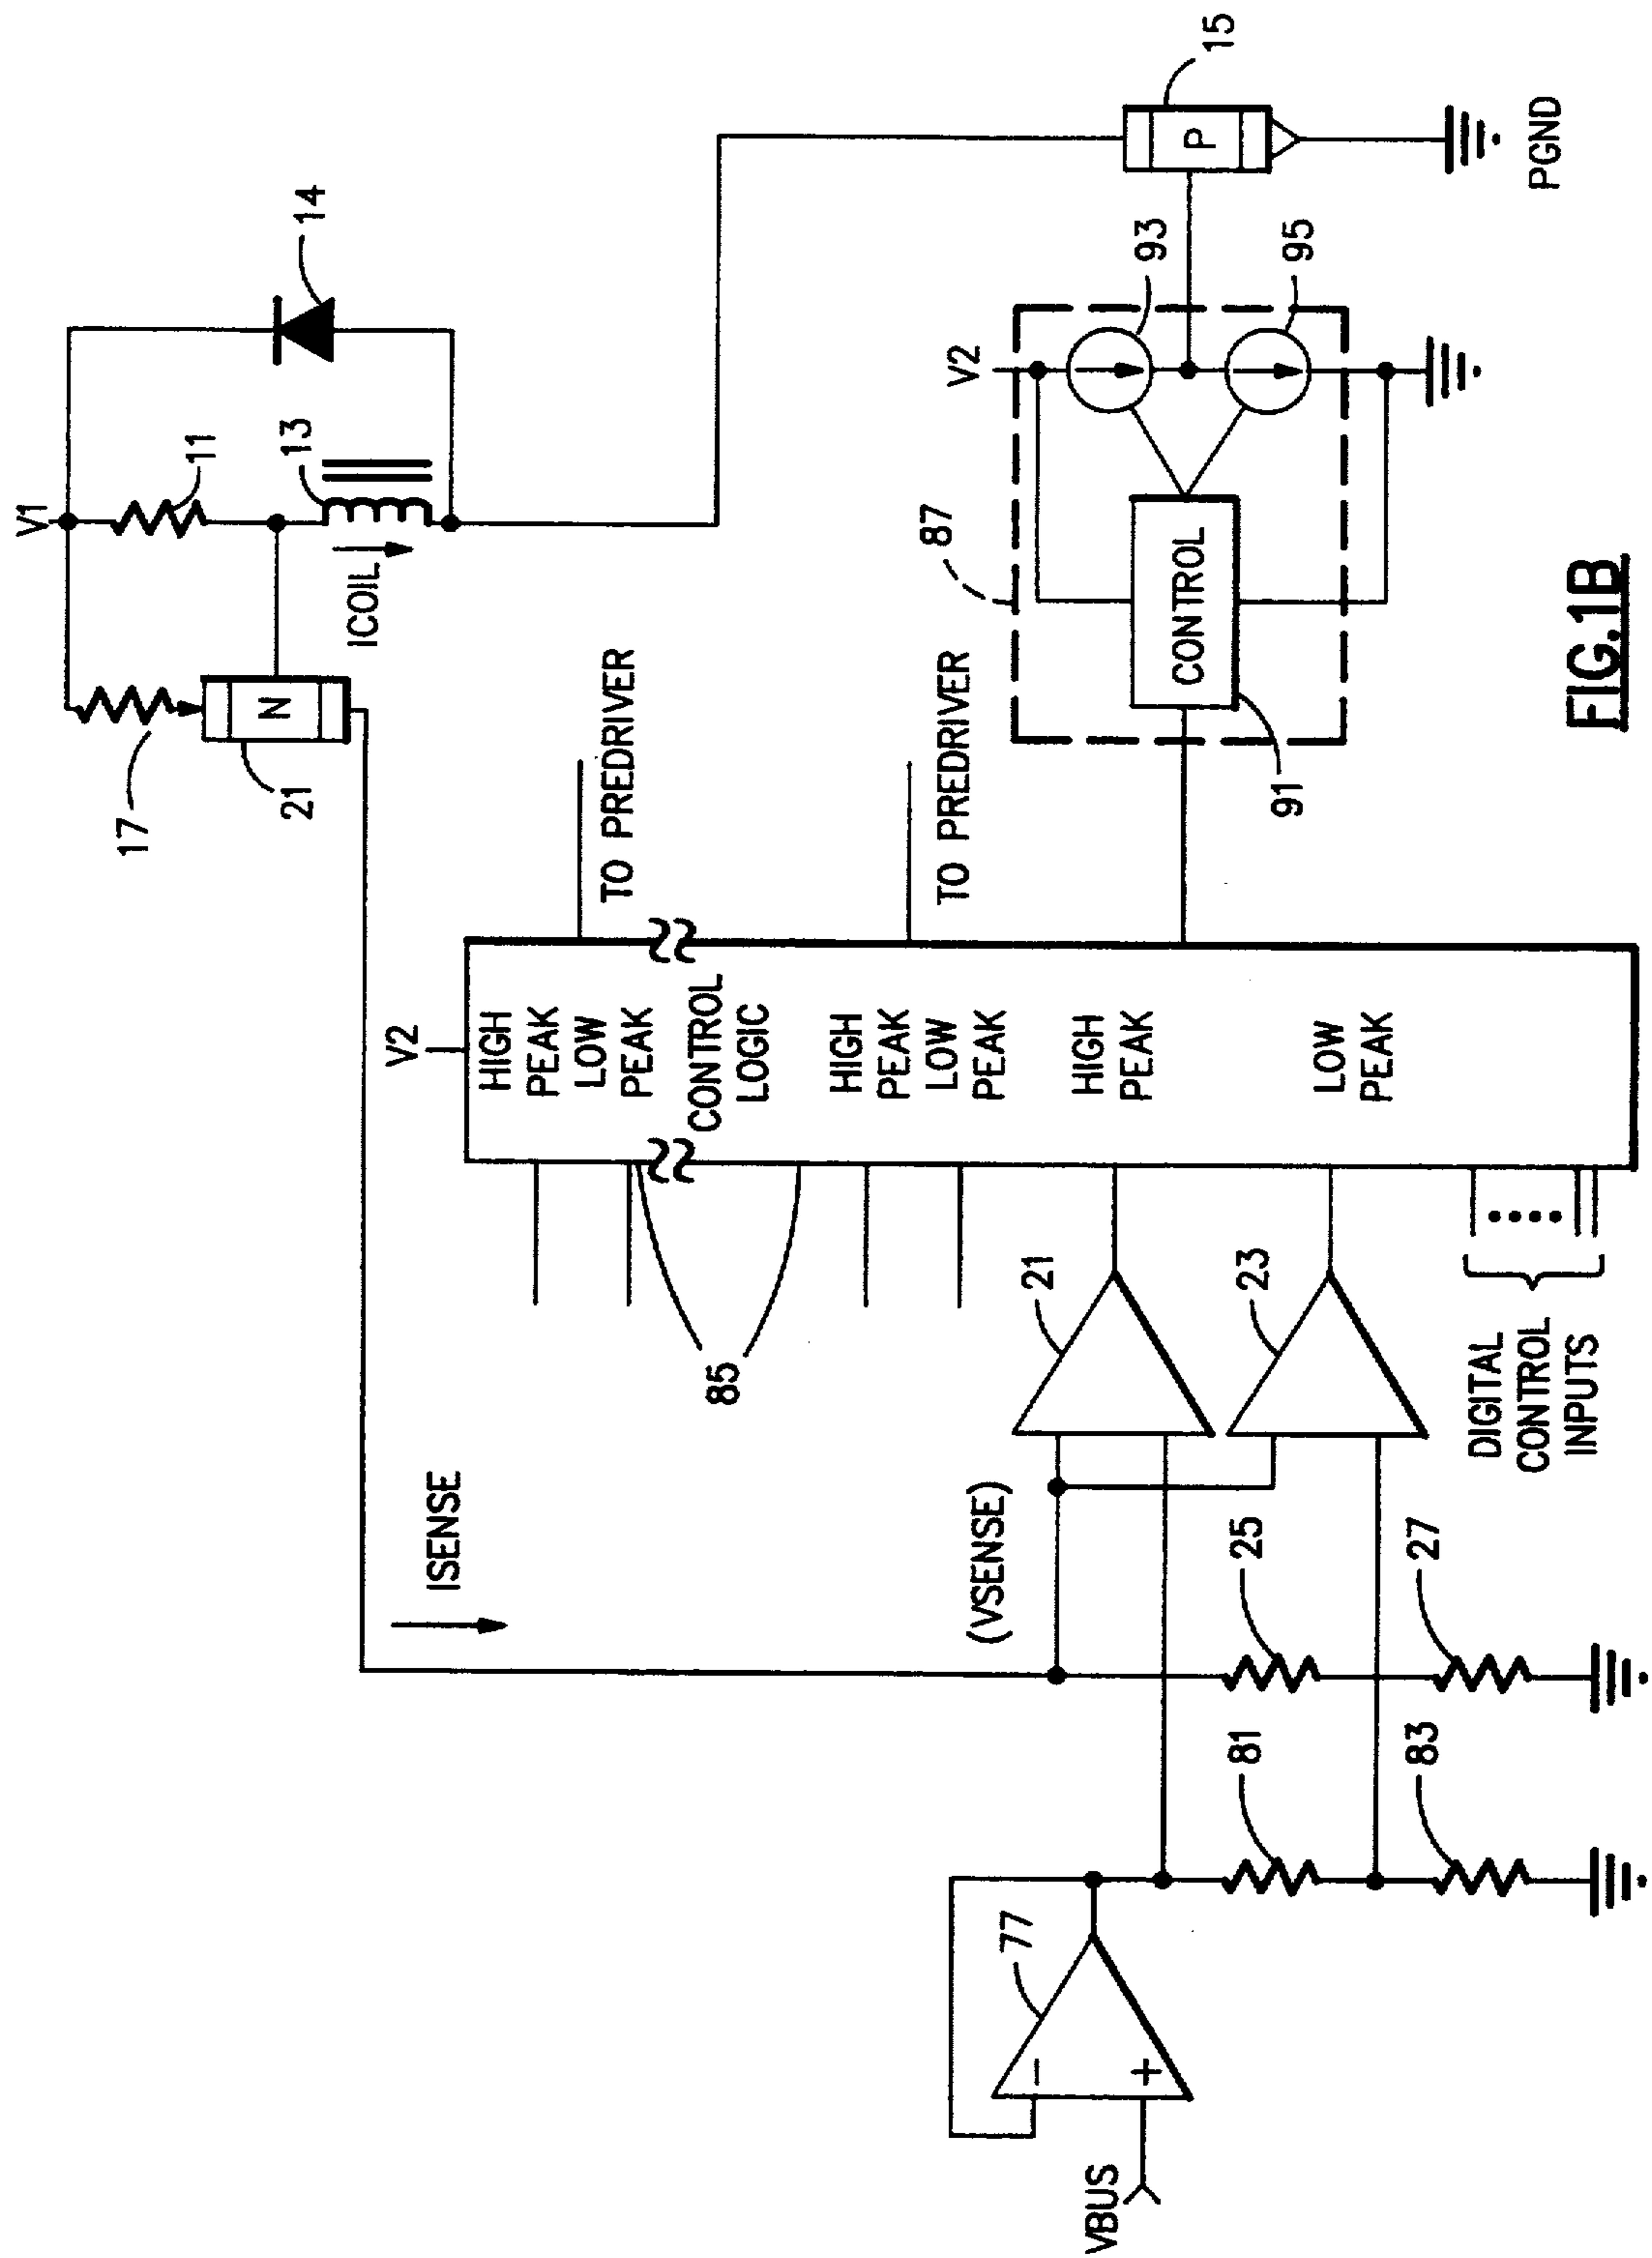 V1
11
14
17
21
N
13
ICOIL
ISENSE
V2
HIGH
PEAK
LOW
PEAK
CONTROL
LOGIC
HIGH
PEAK
LOW
PEAK
HIGH
PEAK
LOW
PEAK
TO PREDRIVER
TO PREDRIVER
85
87
V2
93
95
CONTROL
91
P
15
PGND
(VSENSE)
21
23
25
27
81
83
77
−
+
VBUS
DIGITAL
CONTROL
INPUTS
FIG.1B